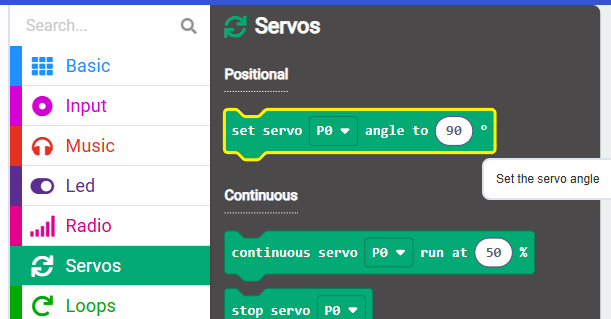 Search...
Basic
Input
Music
Led
Radio
Servos
Loops
Servos
Positional
set servo P0 angle to 90 °
Set the servo angle
Continuous
continuous servo P0 run at 50 %
stop servo P0